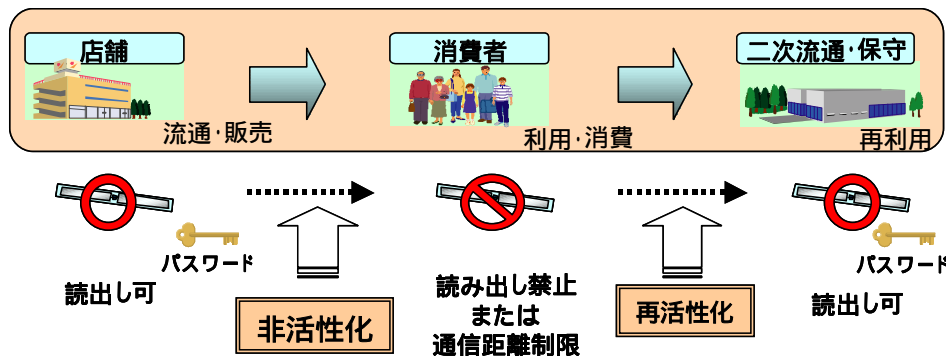 店舗
消費者
二次流通・保守
流通・販売
利用・消費
再利用
パスワード
パスワード
読出し可
読み出し禁止
または
通信距離制限
読出し可
非活性化
再活性化